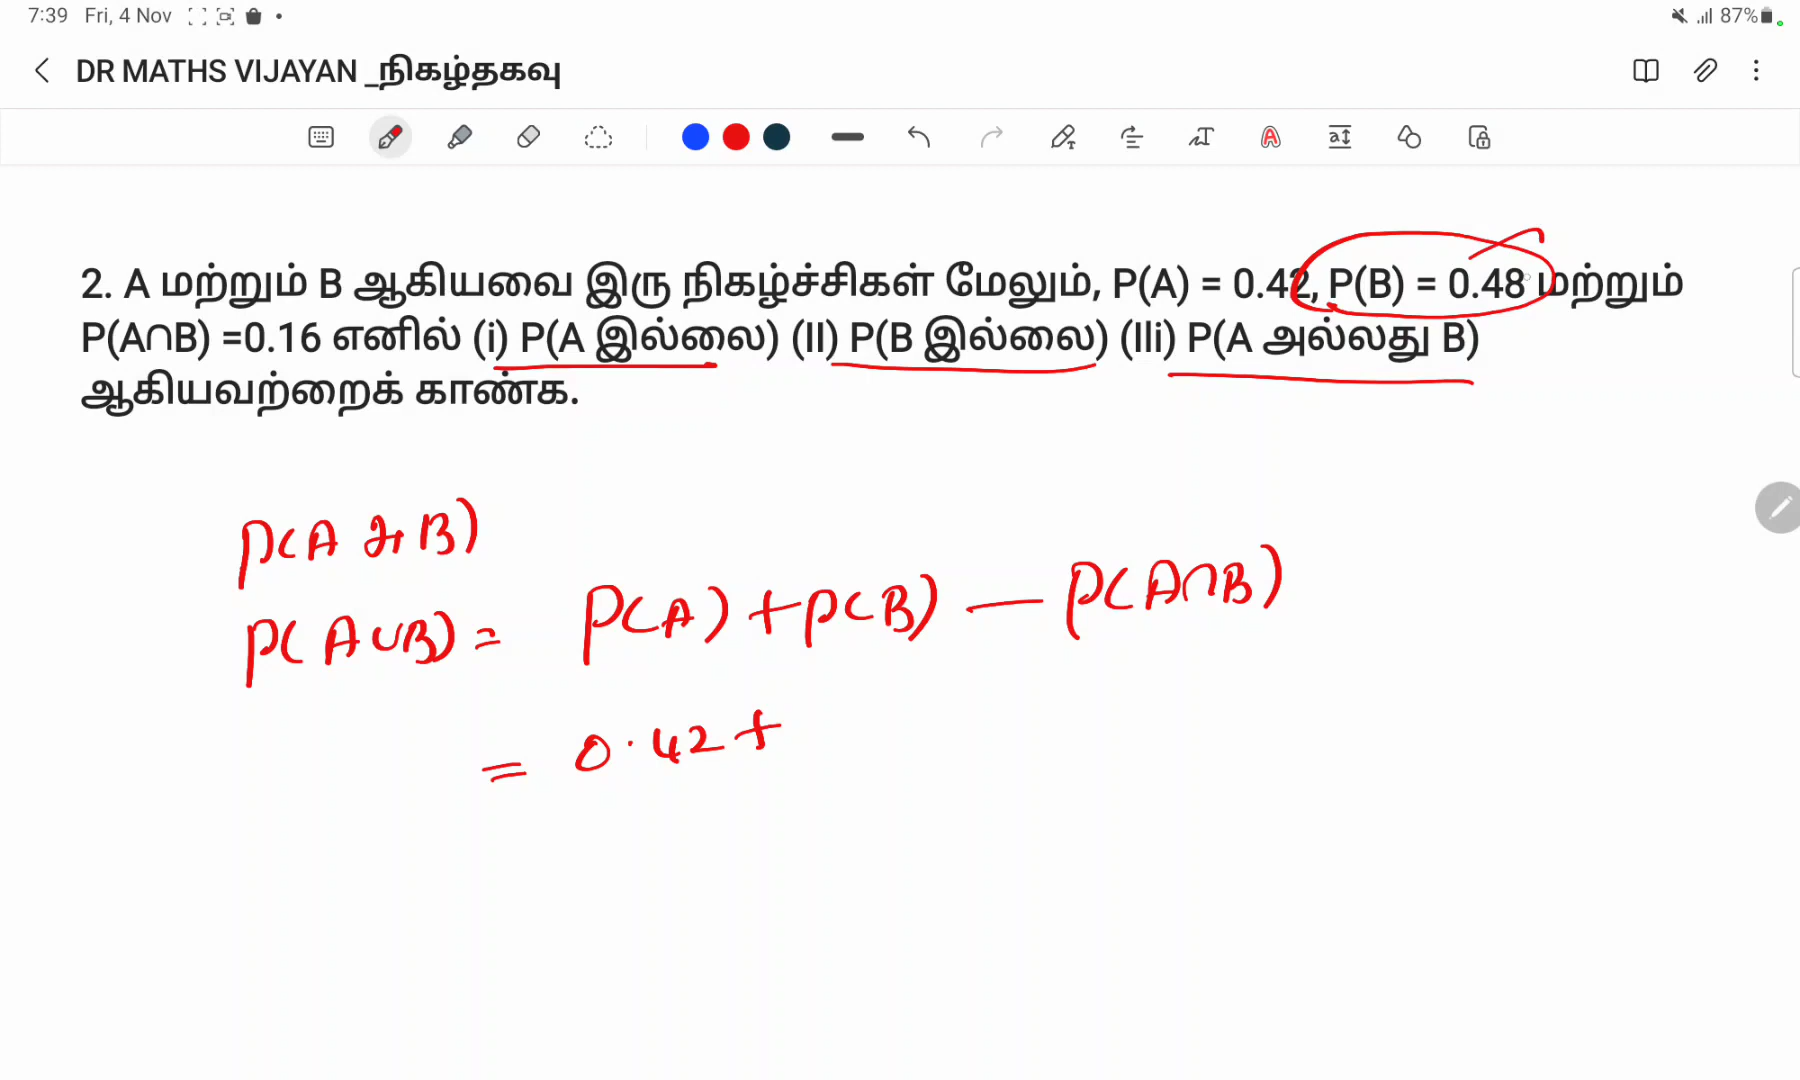 7:39 Fri, 4 Nov 87%
DR MATHS VIJAYAN _நிகழ்தகவு
2. A மற்றும் B ஆகியவை இரு நிகழ்ச்சிகள் மேலும், P(A) = 0.42, P(B) = 0.48 மற்றும்
P(A∩B) =0.16 எனில் (i) P(A இல்லை) (II) P(B இல்லை) (Ili) P(A அல்லது B)
ஆகியவற்றைக் காண்க.
P(A B)
P(A∪B) = P(A) + P(B) — P(A∩B)
= 0.42 +